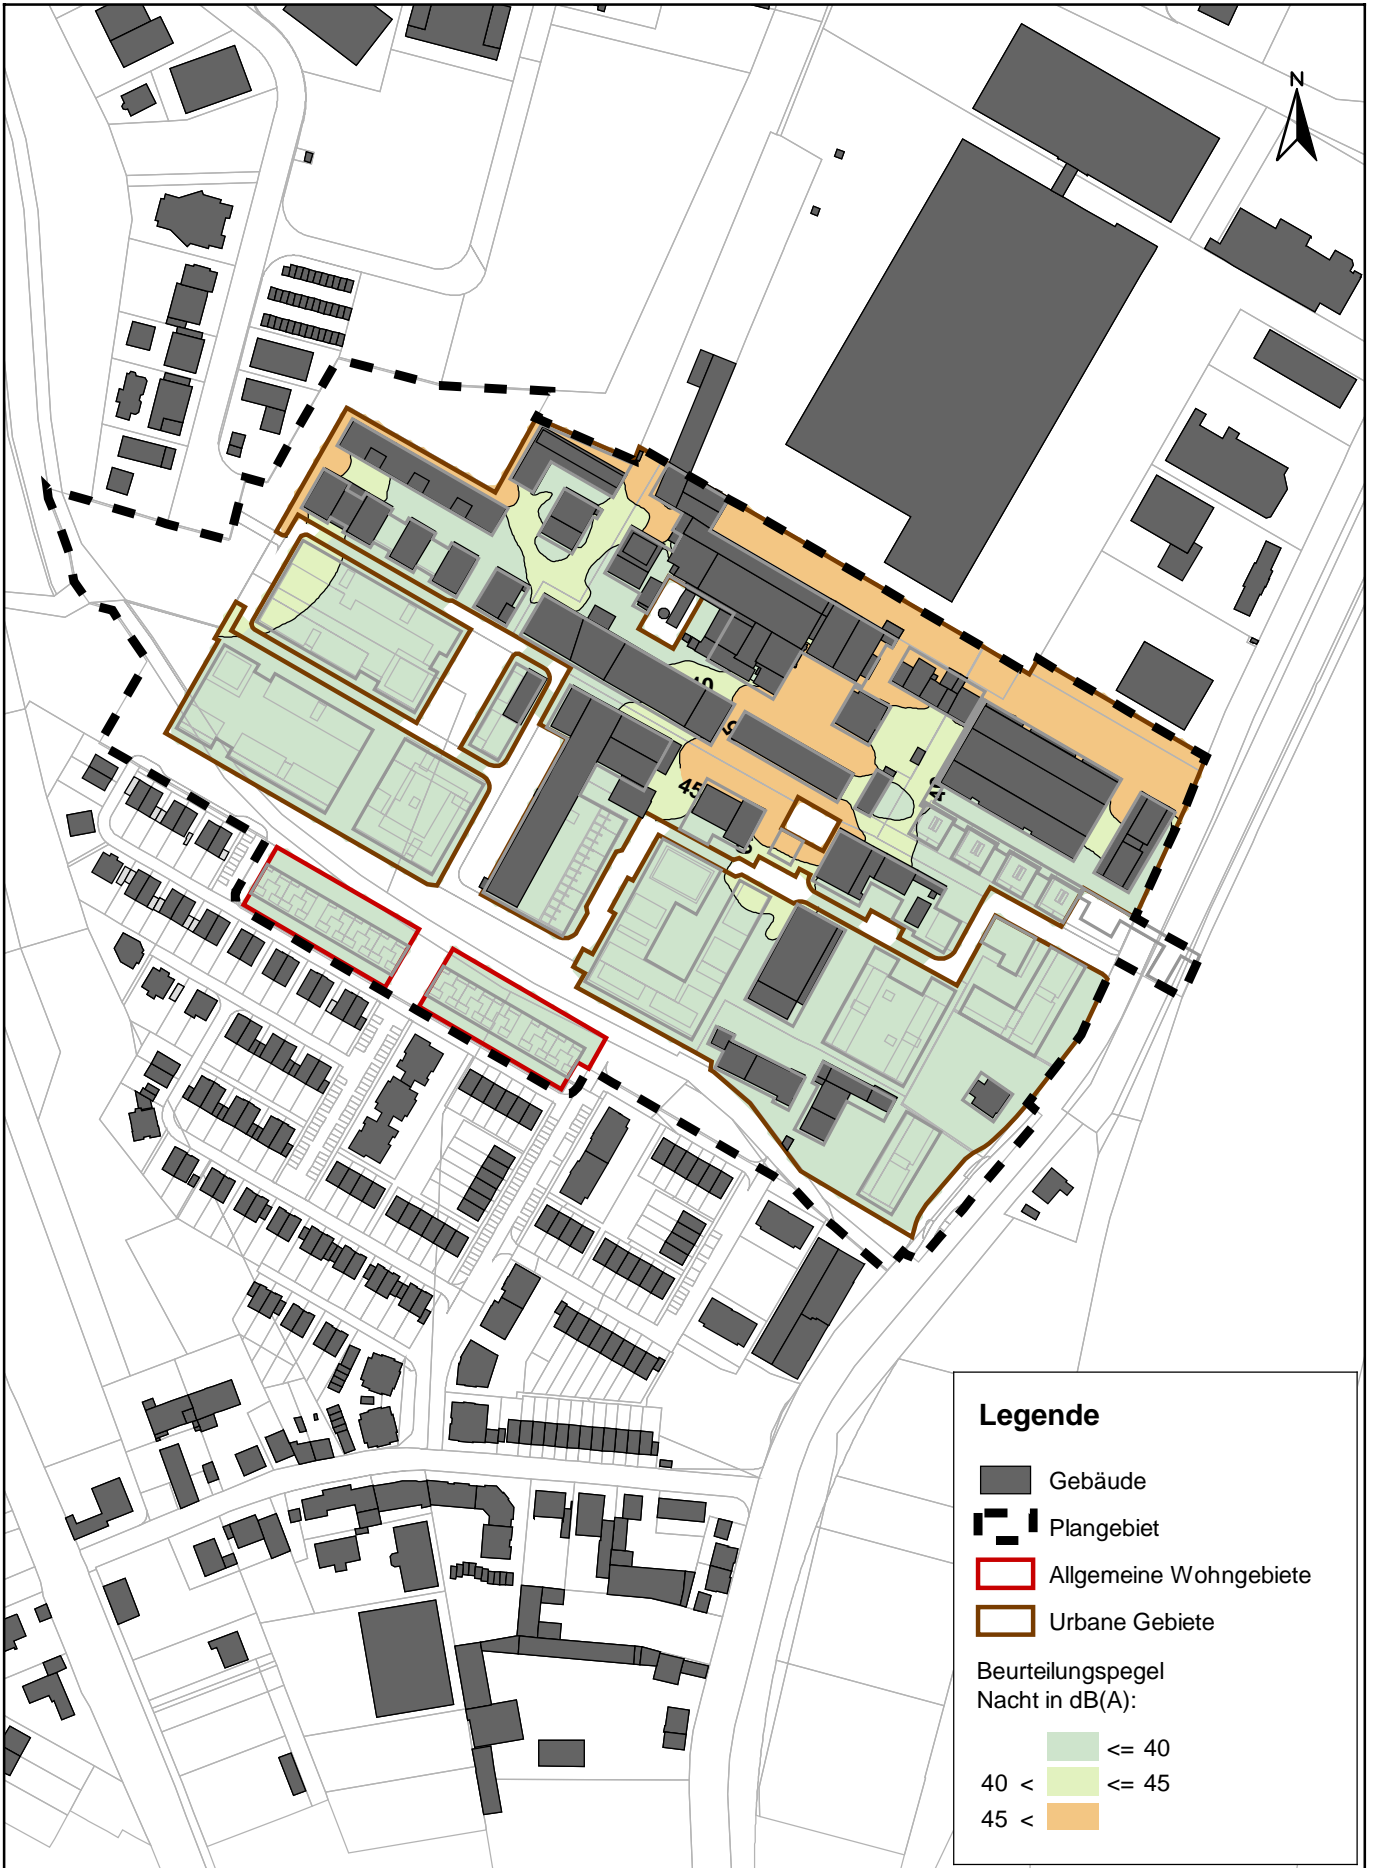 N
45
Legende
Gebäude
Plangebiet
Allgemeine Wohngebiete
Urbane Gebiete
Beurteilungspegel
Nacht in dB(A):
<= 40
40 < <= 45
45 <